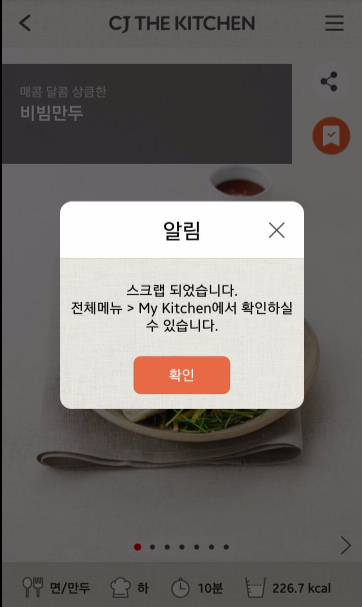 CJ THE KITCHEN
매콤 달콤 상큼한
비빔만두
알림
스크랩 되었습니다.
전체메뉴 > My Kitchen에서 확인하실
수 있습니다.
확인
면/만두 하 10분 226.7 kcal